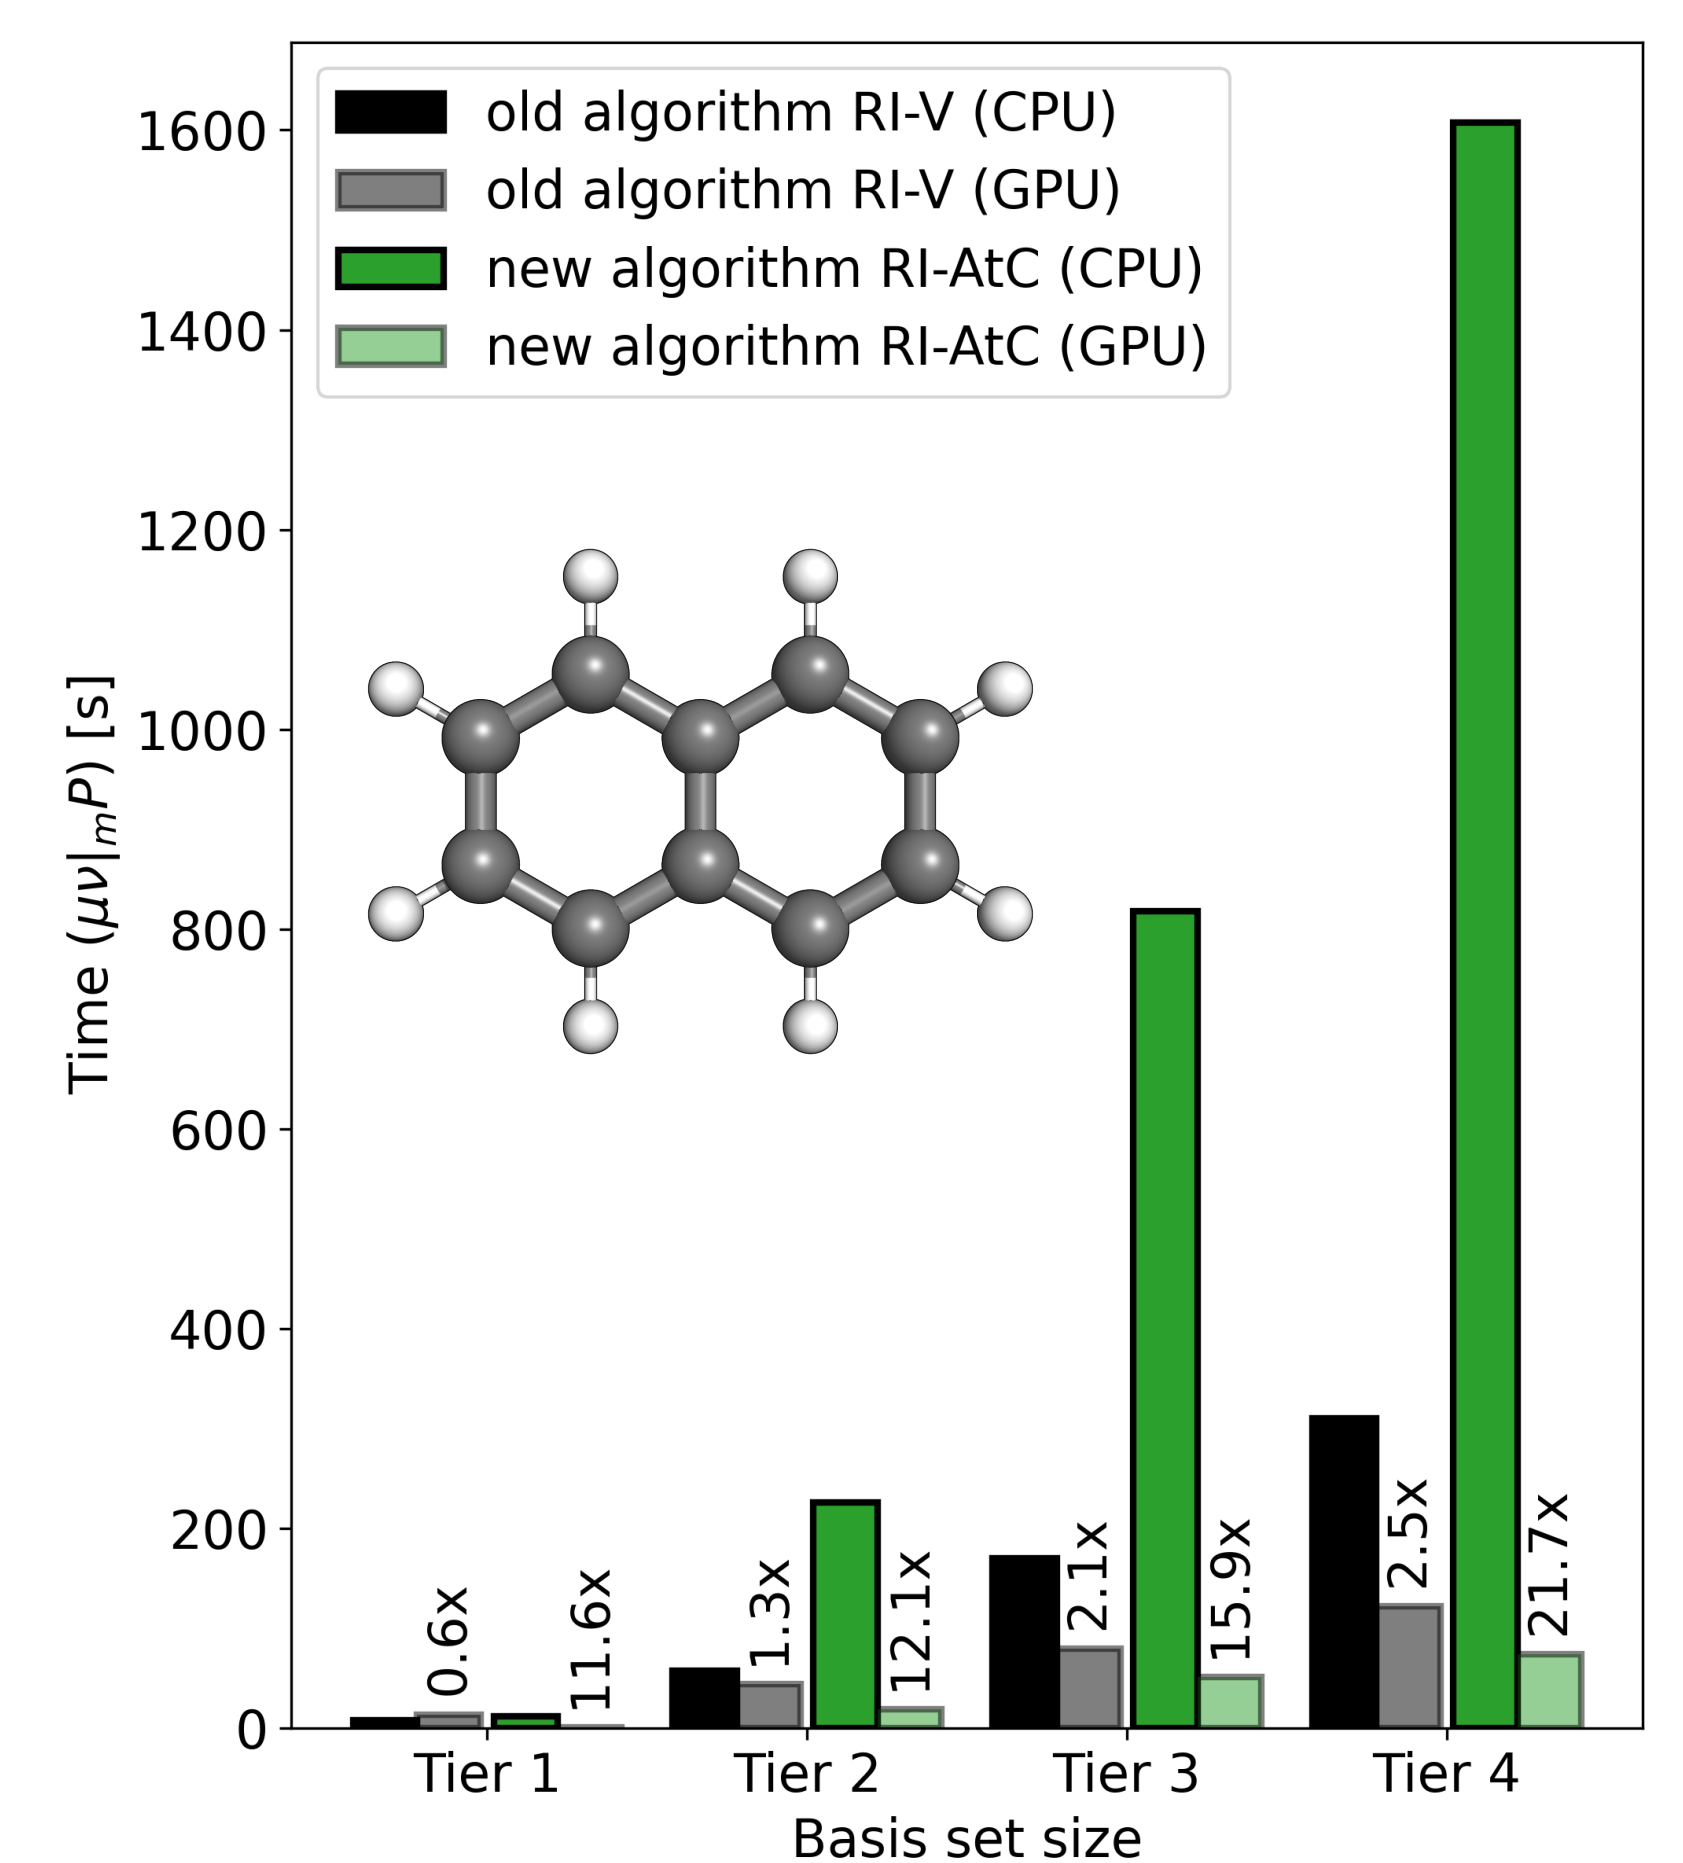 old algorithm RI-V (CPU)
old algorithm RI-V (GPU)
new algorithm RI-AtC (CPU)
new algorithm RI-AtC (GPU)
Time (μν|ₘP) [s]
1600
1400
1200
1000
800
600
400
200
0
0.6x
11.6x
1.3x
12.1x
2.1x
15.9x
2.5x
21.7x
Tier 1 Tier 2 Tier 3 Tier 4
Basis set size